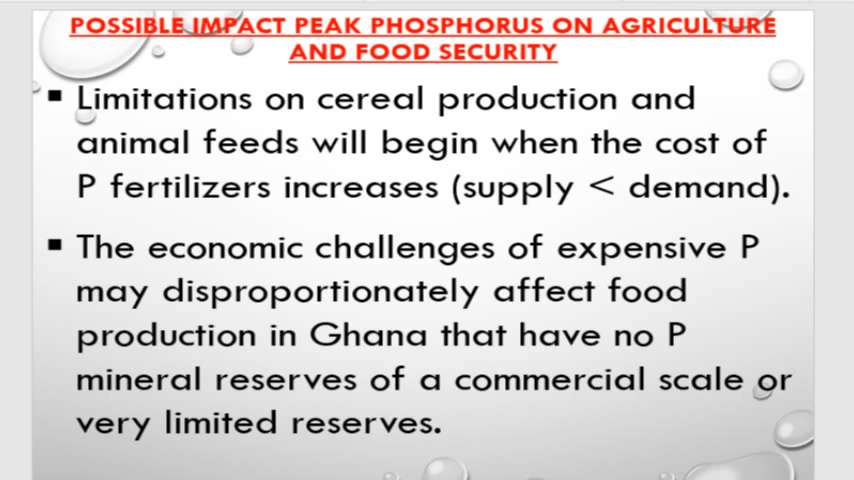 POSSIBLE IMPACT PEAK PHOSPHORUS ON AGRICULTURE
AND FOOD SECURITY
▪ Limitations on cereal production and
animal feeds will begin when the cost of
P fertilizers increases (supply < demand).
▪ The economic challenges of expensive P
may disproportionately affect food
production in Ghana that have no P
mineral reserves of a commercial scale or
very limited reserves.